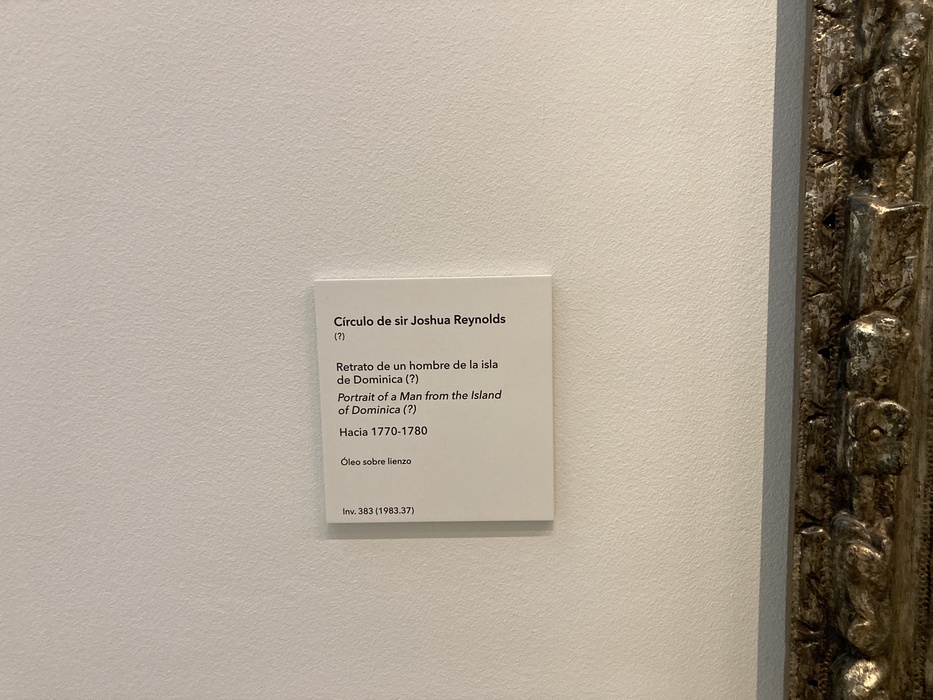 Círculo de sir Joshua Reynolds
(?)
Retrato de un hombre de la isla
de Dominica (?)
Portrait of a Man from the Island
of Dominica (?)
Hacia 1770-1780
Óleo sobre lienzo
Inv. 383 (1983.37)